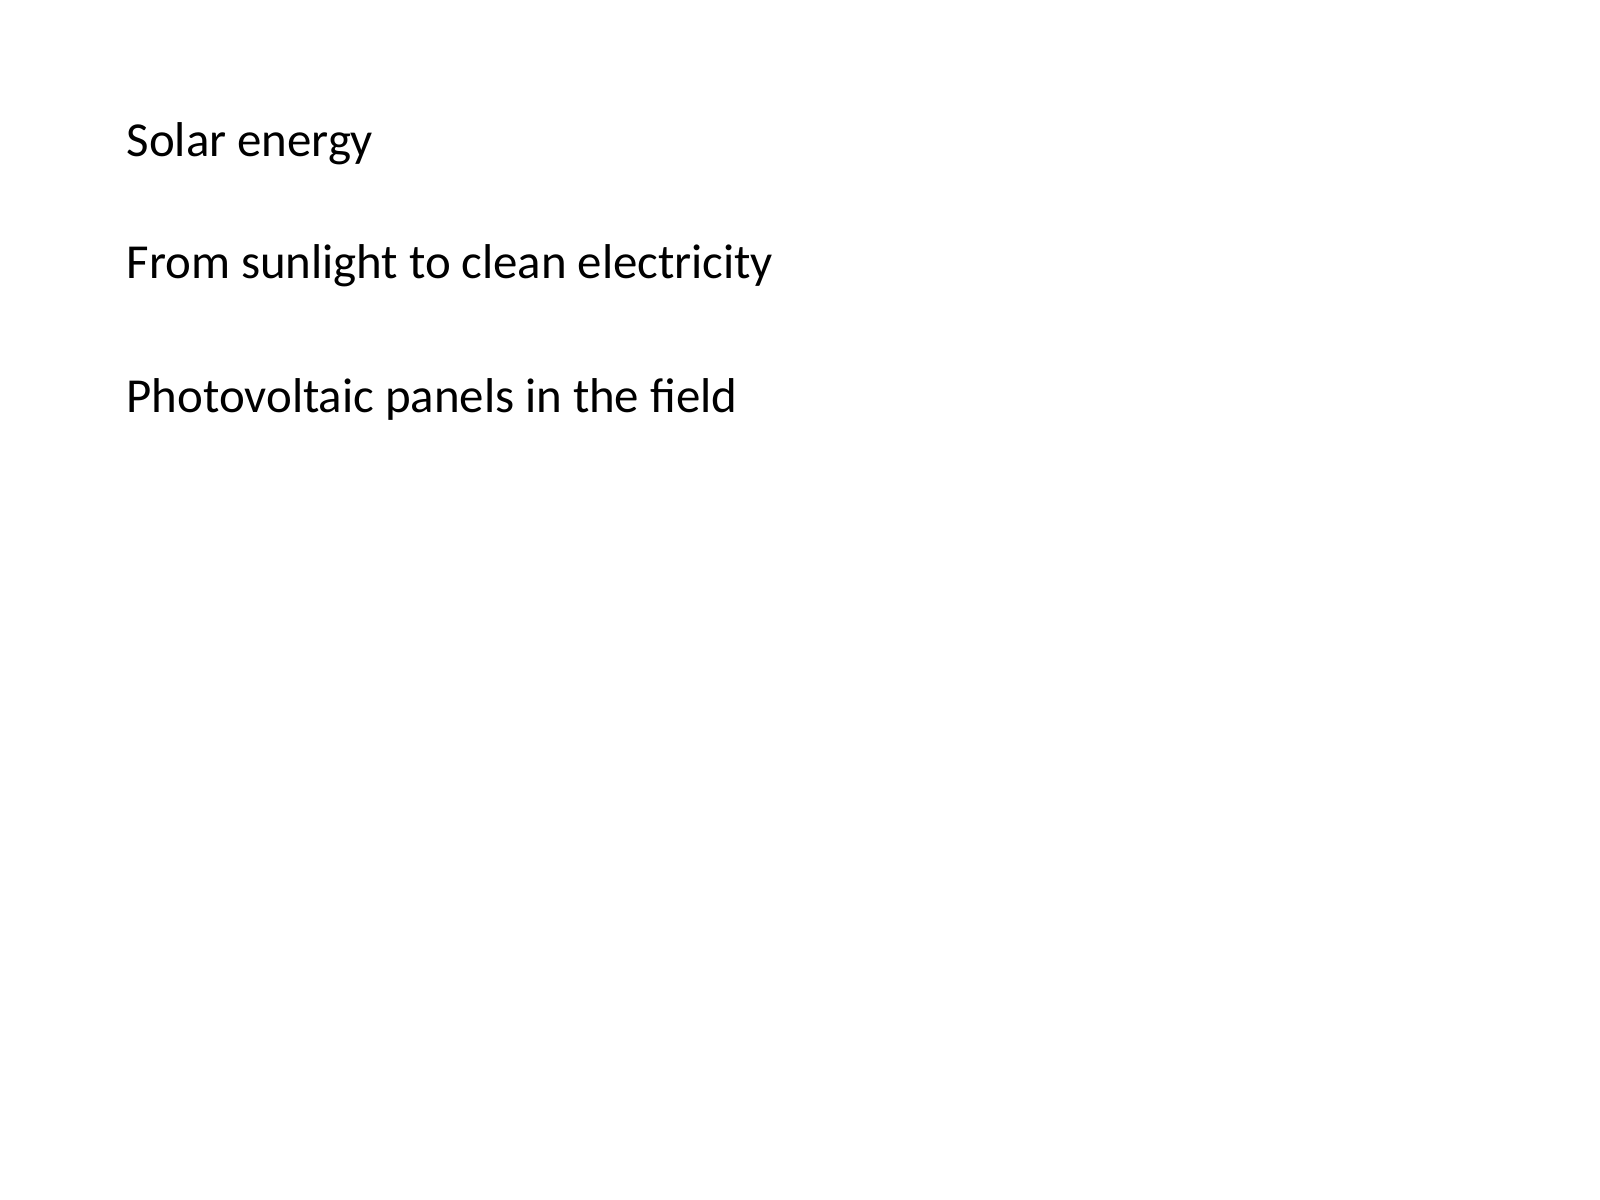 Solar energy
From sunlight to clean electricity
Photovoltaic panels in the field